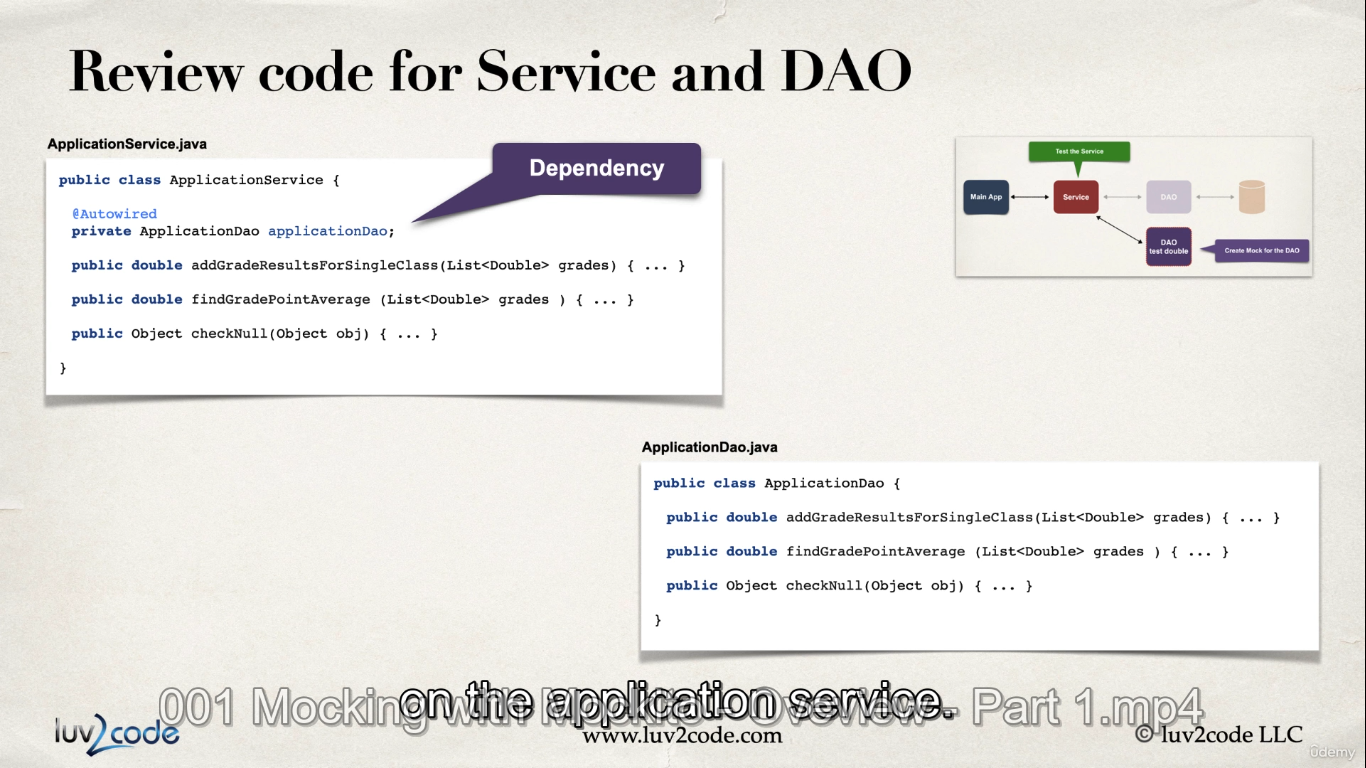 Review code for Service and DAO
ApplicationService.java
Dependency
public class ApplicationService {
@Autowired
private ApplicationDao applicationDao;
public double addGradeResultsForSingleClass(List<Double> grades) { ... }
public double findGradePointAverage (List<Double> grades ) { ... }
public Object checkNull(Object obj) { ... }
}
Test the Service
Main App
Service
DAO
DAO
test double
Create Mock for the DAO
ApplicationDao.java
public class ApplicationDao {
public double addGradeResultsForSingleClass(List<Double> grades) { ... }
public double findGradePointAverage (List<Double> grades ) { ... }
public Object checkNull(Object obj) { ... }
}
on the application service.
001 Mocking with Mockito - Overview - Part 1.mp4
luv2code
www.luv2code.com
© luv2code LLC
ûdemy